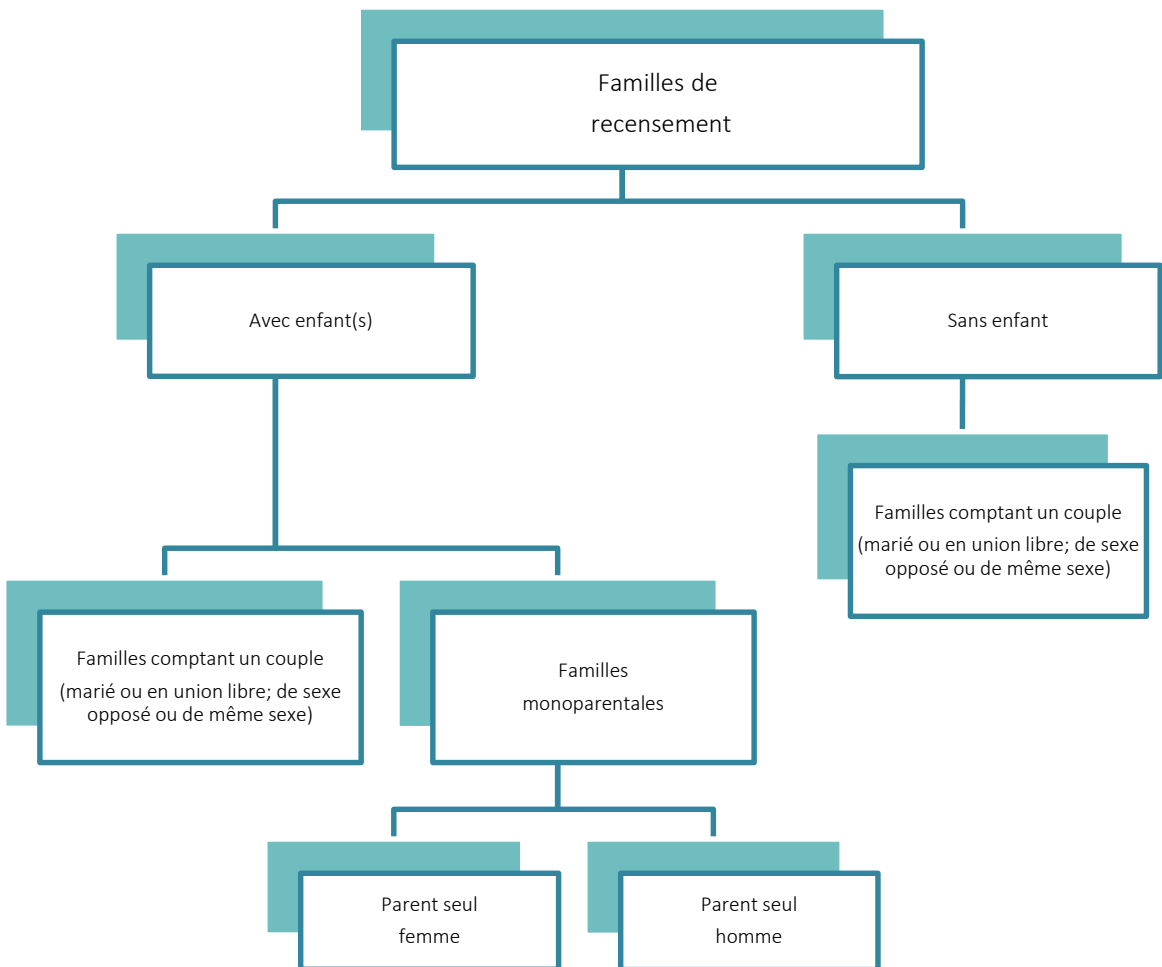 Familles de
recensement
Avec enfant(s)
Sans enfant
Familles comptant un couple
(marié ou en union libre; de sexe
opposé ou de même sexe)
Familles comptant un couple
(marié ou en union libre; de sexe
opposé ou de même sexe)
Familles
monoparentales
Parent seul
femme
Parent seul
homme